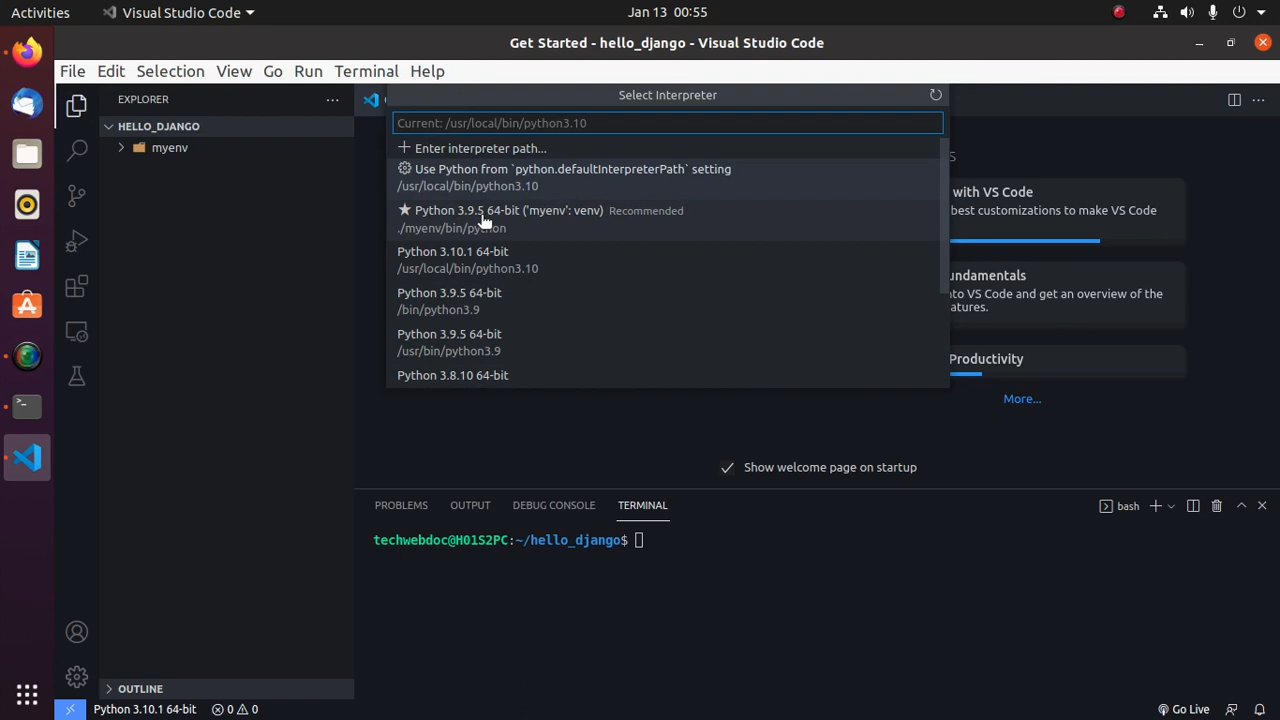 Activities
Visual Studio Code
Jan 13 00:55
Get Started - hello_django - Visual Studio Code
File Edit Selection View Go Run Terminal Help
EXPLORER
HELLO_DJANGO
myenv
Select Interpreter
Current: /usr/local/bin/python3.10
Enter interpreter path...
Use Python from `python.defaultInterpreterPath` setting
/usr/local/bin/python3.10
Python 3.9.5 64-bit ('myenv': venv) Recommended
./myenv/bin/python
Python 3.10.1 64-bit
/usr/local/bin/python3.10
Python 3.9.5 64-bit
/bin/python3.9
Python 3.9.5 64-bit
/usr/bin/python3.9
Python 3.8.10 64-bit
with VS Code
best customizations to make VS Code
undamentals
to VS Code and get an overview of the
Productivity
More...
Show welcome page on startup
PROBLEMS OUTPUT DEBUG CONSOLE TERMINAL
bash
techwebdoc@H01S2PC:~/hello_django$
OUTLINE
Python 3.10.1 64-bit
0 0
Go Live